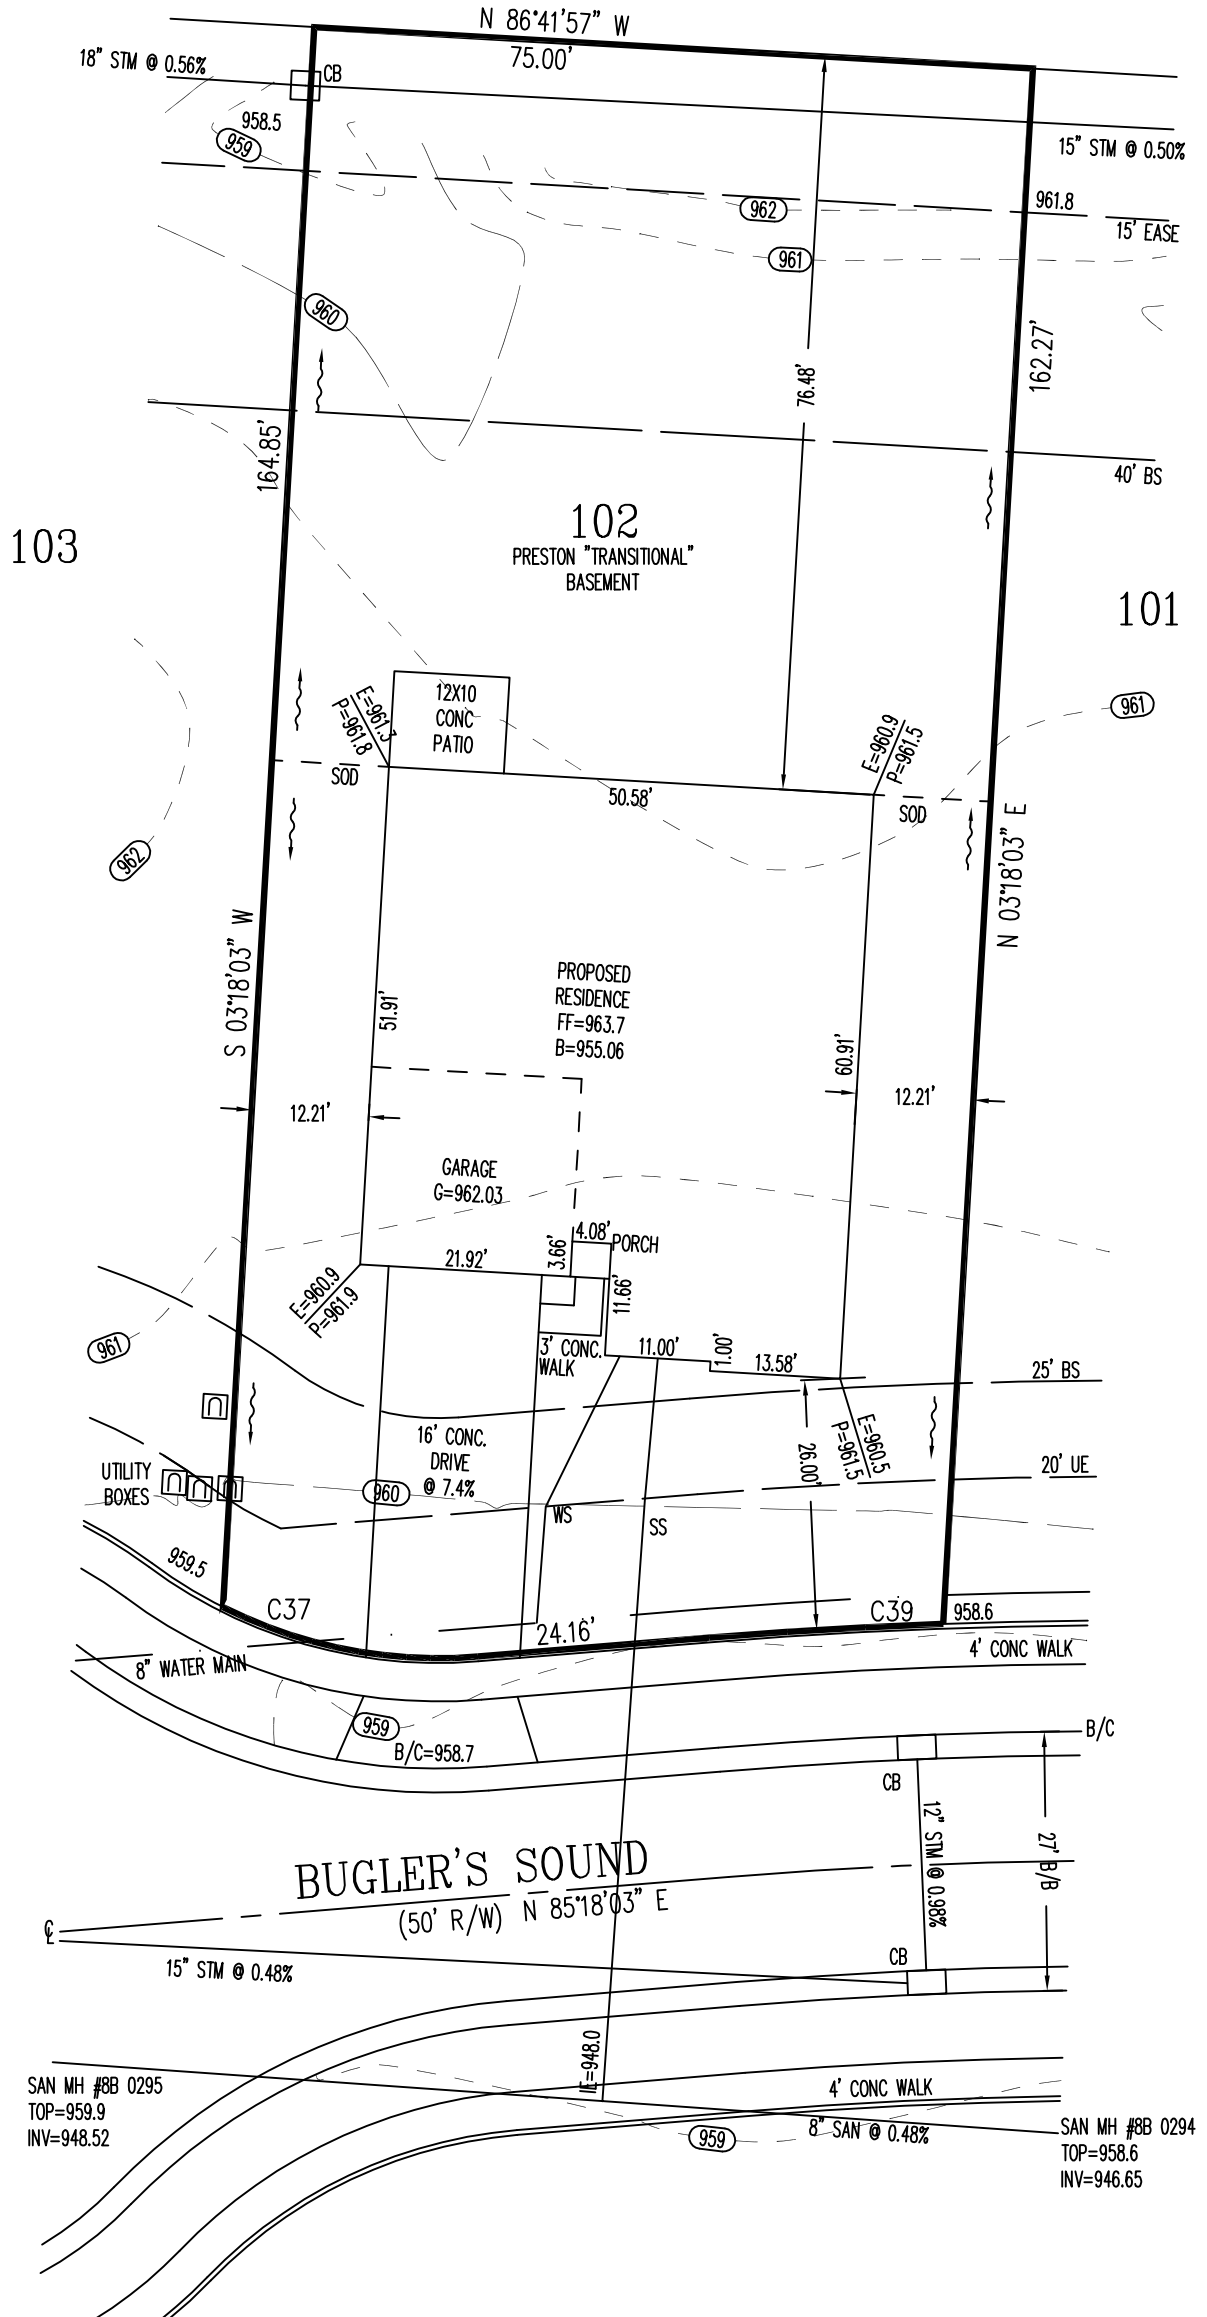 N 86°41'57" W
75.00'
18" STM @ 0.56%
CB
958.5
959
15" STM @ 0.50%
961.8
962
15' EASE
961
960
162.27'
76.48'
164.85'
40' BS
103
102
PRESTON "TRANSITIONAL"
BASEMENT
101
12X10
CONC
PATIO
E=961.3
P=961.8
961
E=960.9
P=961.5
SOD
50.58'
SOD
962
N 03°18'03" E
S 03°18'03" W
PROPOSED
RESIDENCE
FF=963.7
B=955.06
51.91'
60.91'
12.21'
12.21'
GARAGE
G=962.03
4.08'
PORCH
3.66'
21.92'
11.66'
E=960.9
P=961.9
961
3' CONC.
WALK
11.00'
1.00'
13.58'
25' BS
16' CONC.
DRIVE
@ 7.4%
E=960.5
P=961.5
26.00'
20' UE
UTILITY
BOXES
960
WS
SS
959.5
C37
24.16'
C39
958.6
4' CONC WALK
8" WATER MAIN
959
B/C=958.7
B/C
CB
12" STM @ 0.98%
27' B/B
BUGLER'S SOUND
(50' R/W) N 85°18'03" E
CL
CB
15" STM @ 0.48%
IE=948.0
SAN MH #8B 0295
TOP=959.9
INV=948.52
4' CONC WALK
959
8" SAN @ 0.48%
SAN MH #8B 0294
TOP=958.6
INV=946.65